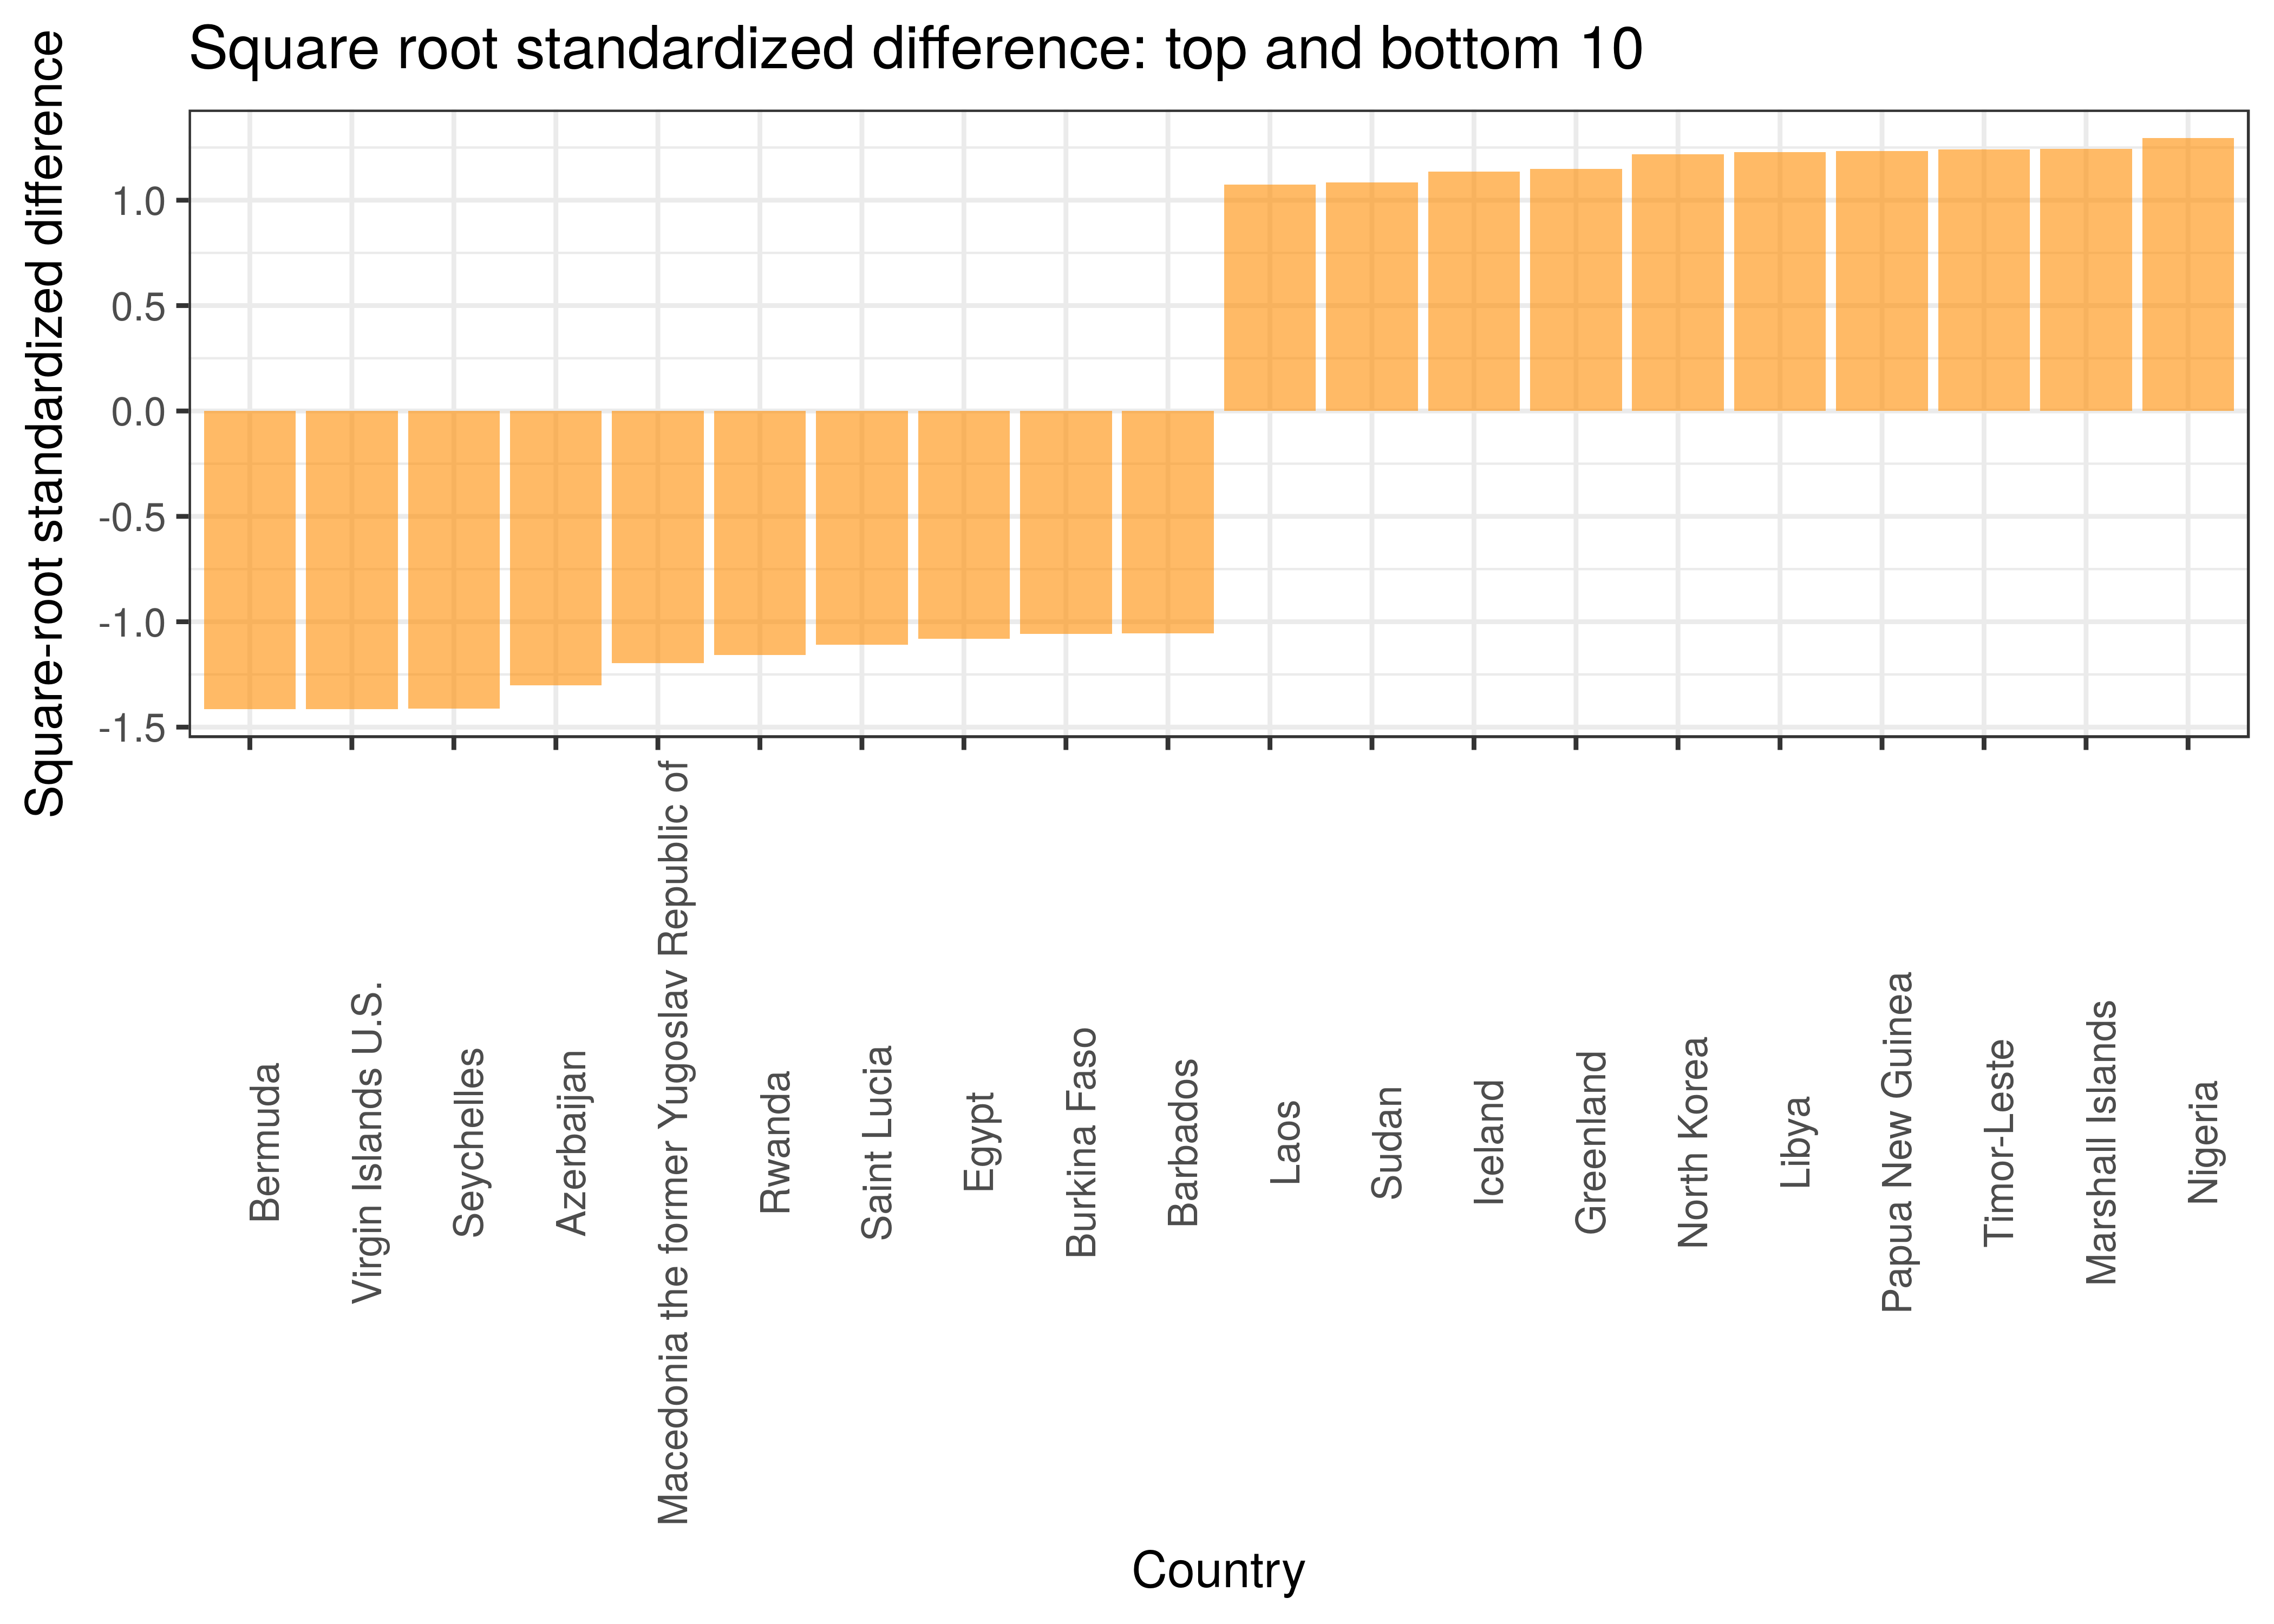 Square root standardized difference: top and bottom 10
Square-root standardized difference
1.0
0.5
0.0
-0.5
-1.0
-1.5
Bermuda
Virgin Islands U.S.
Seychelles
Azerbaijan
Macedonia the former Yugoslav Republic of
Rwanda
Saint Lucia
Egypt
Burkina Faso
Barbados
Laos
Sudan
Iceland
Greenland
North Korea
Libya
Papua New Guinea
Timor-Leste
Marshall Islands
Nigeria
Country